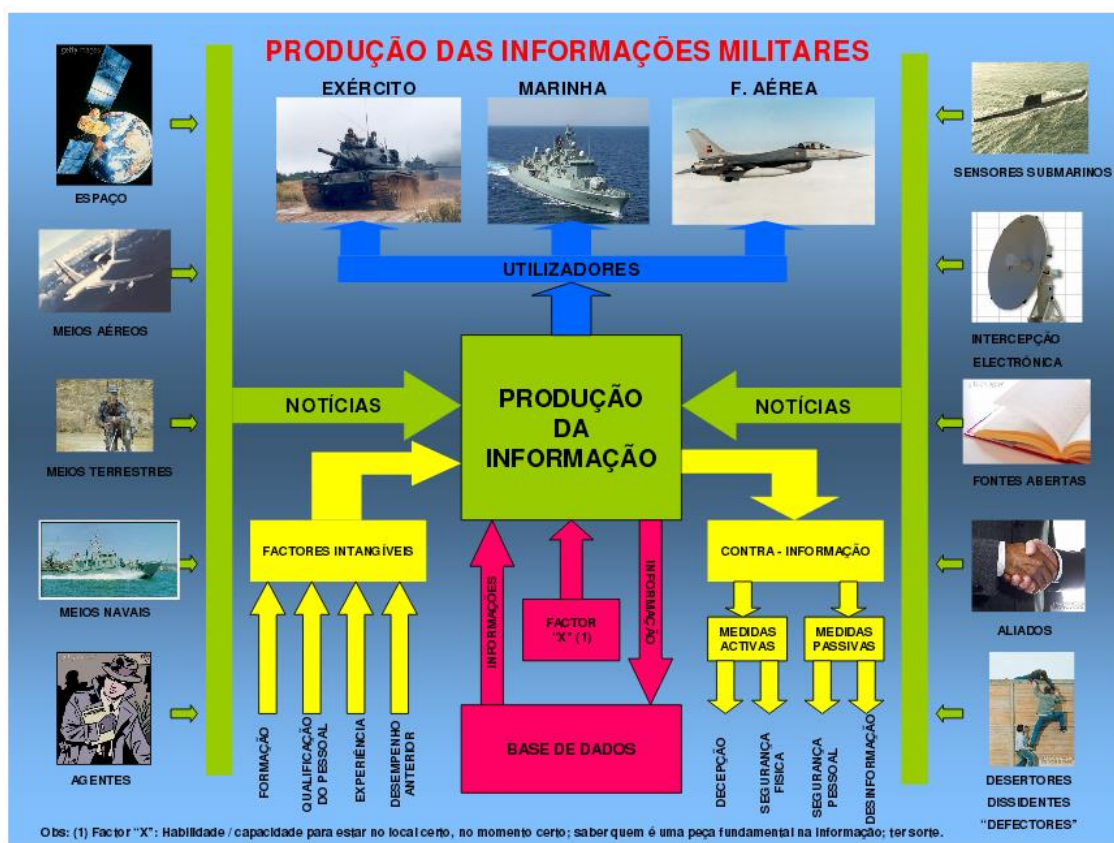 PRODUÇÃO DAS INFORMAÇÕES MILITARES
EXÉRCITO
MARINHA
F. AÉREA
UTILIZADORES
getty images
ESPAÇO
MEIOS AÉREOS
MEIOS TERRESTRES
MEIOS NAVAIS
AGENTES
NOTÍCIAS
PRODUÇÃO
DA
INFORMAÇÃO
NOTÍCIAS
FACTORES INTANGÍVEIS
FORMAÇÃO
QUALIFICAÇÃO
DO PESSOAL
EXPERIÊNCIA
DESEMPENHO
ANTERIOR
INFORMAÇÕES
FACTOR
“X” (1)
INFORMAÇÃO
BASE DE DADOS
CONTRA - INFORMAÇÃO
MEDIDAS
ACTIVAS
MEDIDAS
PASSIVAS
DECEPÇÃO
SEGURANÇA
FISICA
SEGURANÇA
PESSOAL
DESINFORMAÇÃO
SENSORES SUBMARINOS
INTERCEPÇÃO
ELECTRÓNICA
FONTES ABERTAS
ALIADOS
DESERTORES
DISSIDENTES
“DEFECTORES”
Obs: (1) Factor “X”: Habilidade / capacidade para estar no local certo, no momento certo; saber quem é uma peça fundamental na Informação; ter sorte.